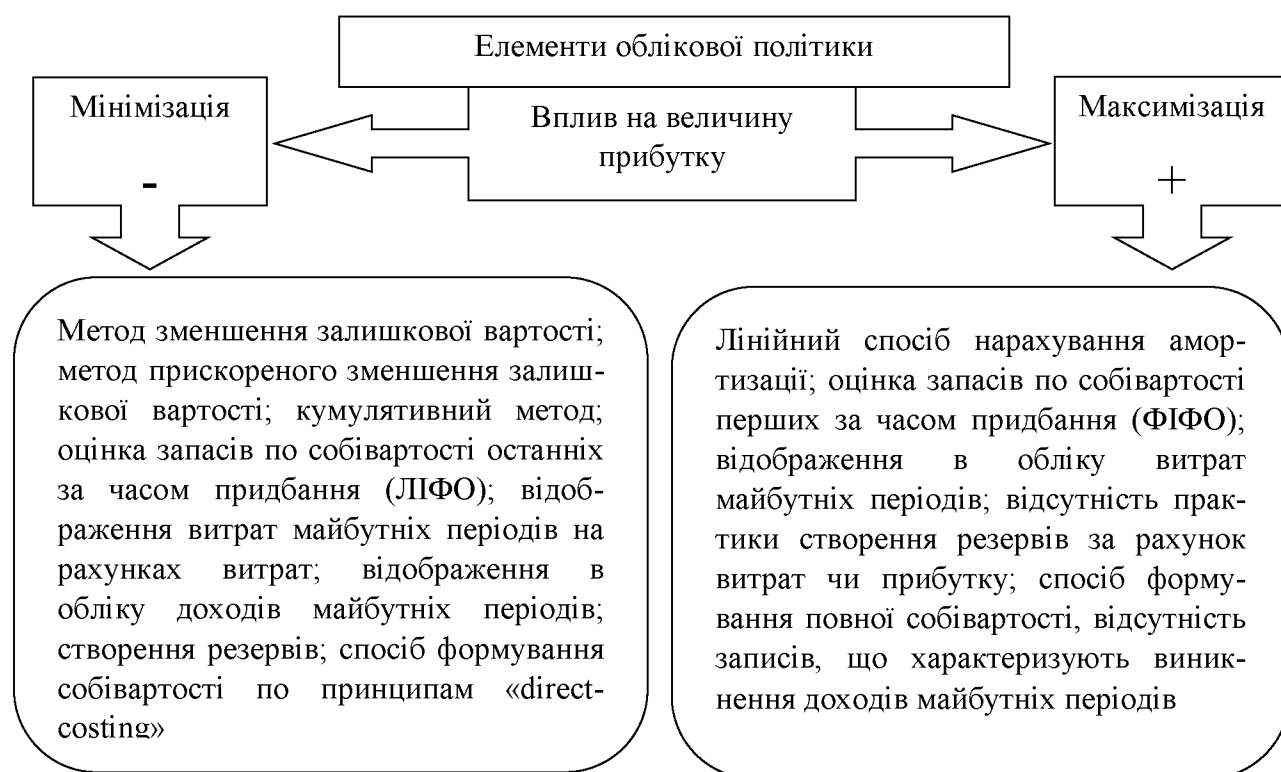 Елементи облікової політики
Мінімізація
-
Вплив на величину
прибутку
Максимізація
+
Метод зменшення залишкової вартості;
метод прискореного зменшення залиш-
кової вартості; кумулятивний метод;
оцінка запасів по собівартості останніх
за часом придбання (ЛІФО); відоб-
раження витрат майбутніх періодів на
рахунках витрат; відображення в
обліку доходів майбутніх періодів;
створення резервів; спосіб формування
собівартості по принципам «direct-
costing»
Лінійний спосіб нарахування амор-
тизації; оцінка запасів по собівартості
перших за часом придбання (ФІФО);
відображення в обліку витрат
майбутніх періодів; відсутність прак-
тики створення резервів за рахунок
витрат чи прибутку; спосіб форму-
вання повної собівартості, відсутність
записів, що характеризують виник-
нення доходів майбутніх періодів